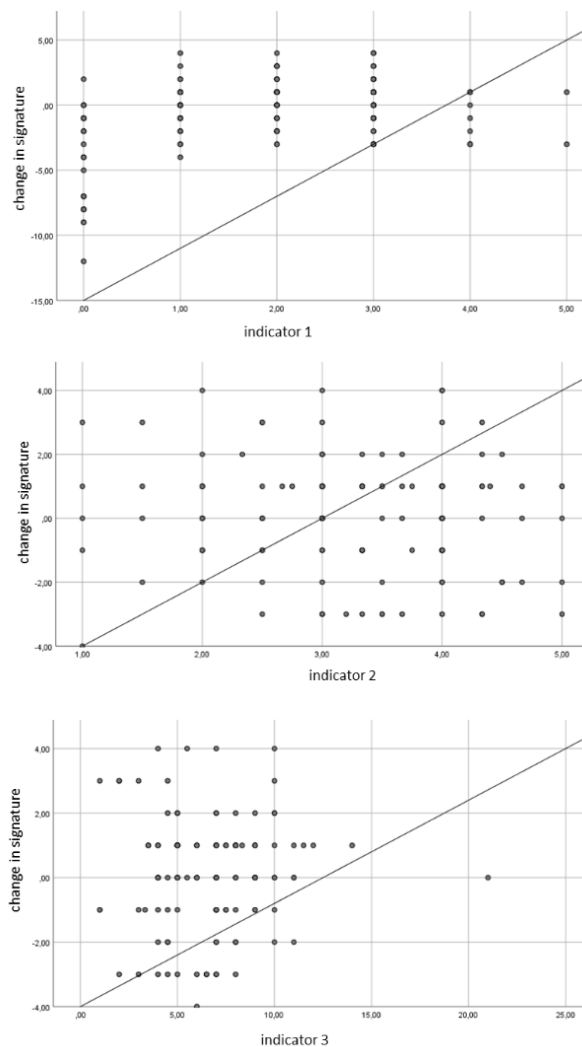 5,00
,00
-5,00
-10,00
-15,00
change in signature
,00 1,00 2,00 3,00 4,00 5,00
indicator 1
4,00
2,00
,00
-2,00
-4,00
change in signature
1,00 2,00 3,00 4,00 5,00
indicator 2
4,00
2,00
,00
-2,00
-4,00
change in signature
,00 5,00 10,00 15,00 20,00 25,00
indicator 3